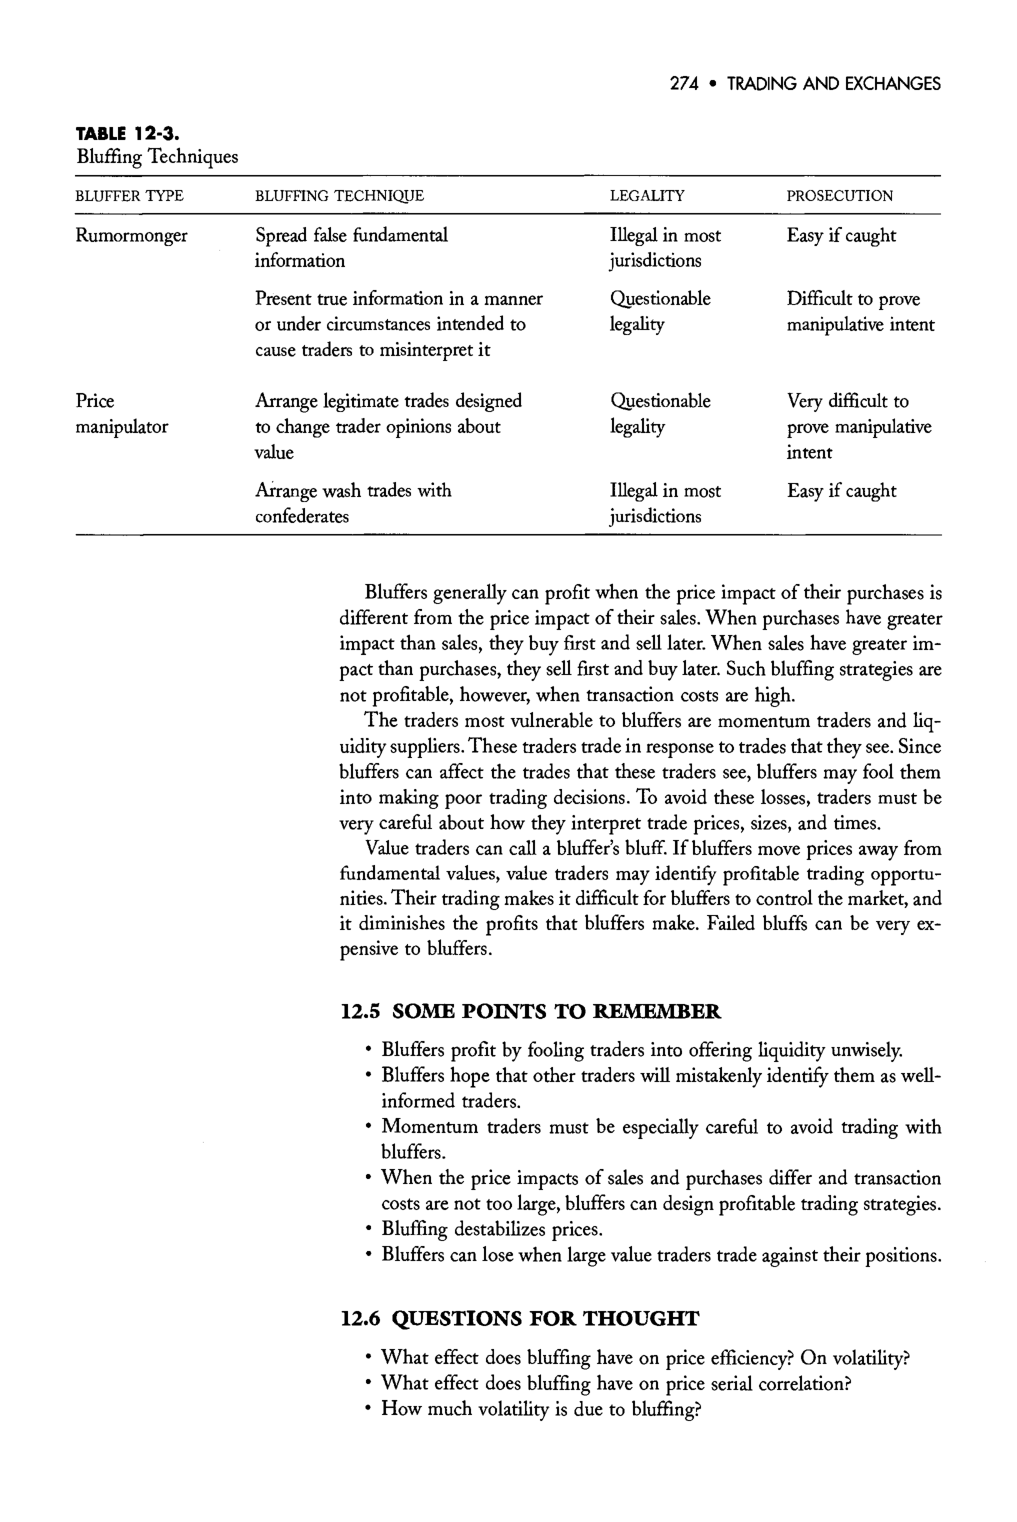 274 • TRADING AND EXCHANGES
TABLE 12-3.
Bluffing Techniques
BLUFFER TYPE BLUFFING TECHNIQUE LEGALITY PROSECUTION
Rumormonger Spread false fundamental Illegal in most Easy if caught
information jurisdictions
Present true information in a manner Questionable Difficult to prove
or under circumstances intended to legality manipulative intent
cause traders to misinterpret it
Price Arrange legitimate trades designed Questionable Very difficult to
manipulator to change trader opinions about legality prove manipulative
value intent
Arrange wash trades with Illegal in most Easy if caught
confederates jurisdictions
Bluffers generally can profit when the price impact of their purchases is
different from the price impact of their sales. When purchases have greater
impact than sales, they buy first and sell later. When sales have greater im-
pact than purchases, they sell first and buy later. Such bluffing strategies are
not profitable, however, when transaction costs are high.
The traders most vulnerable to bluffers are momentum traders and liq-
uidity suppliers. These traders trade in response to trades that they see. Since
bluffers can affect the trades that these traders see, bluffers may fool them
into making poor trading decisions. To avoid these losses, traders must be
very careful about how they interpret trade prices, sizes, and times.
Value traders can call a bluffer's bluff. If bluffers move prices away from
fundamental values, value traders may identify profitable trading opportu-
nities. Their trading makes it difficult for bluffers to control the market, and
it diminishes the profits that bluffers make. Failed bluffs can be very ex-
pensive to bluffers.
12.5 SOME POINTS TO REMEMBER
• Bluffers profit by fooling traders into offering liquidity unwisely.
• Bluffers hope that other traders will mistakenly identify them as well-
informed traders.
• Momentum traders must be especially careful to avoid trading with
bluffers.
• When the price impacts of sales and purchases differ and transaction
costs are not too large, bluffers can design profitable trading strategies.
• Bluffing destabilizes prices.
• Bluffers can lose when large value traders trade against their positions.
12.6 QUESTIONS FOR THOUGHT
• What effect does bluffing have on price efficiency? On volatility?
• What effect does bluffing have on price serial correlation?
• How much volatility is due to bluffing?